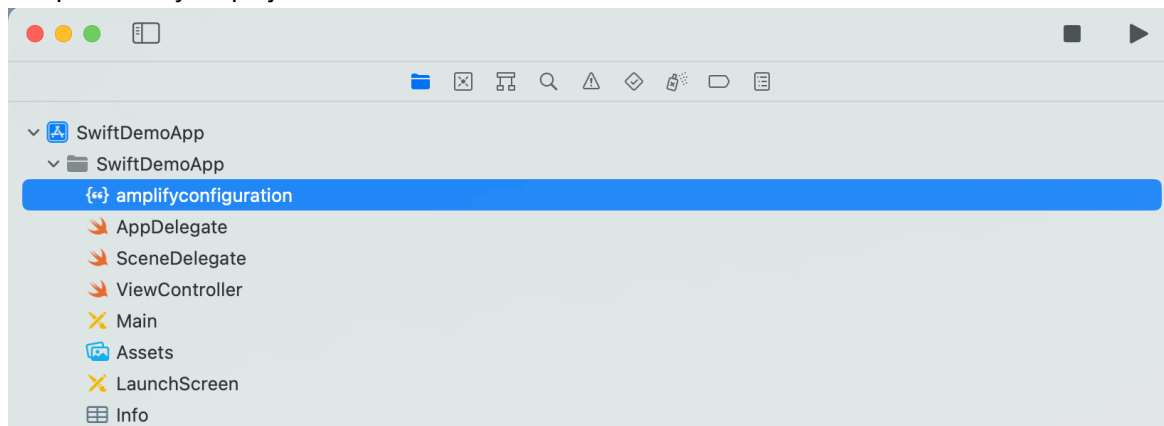 SwiftDemoApp
SwiftDemoApp
amplifyconfiguration
AppDelegate
SceneDelegate
ViewController
Main
Assets
LaunchScreen
Info